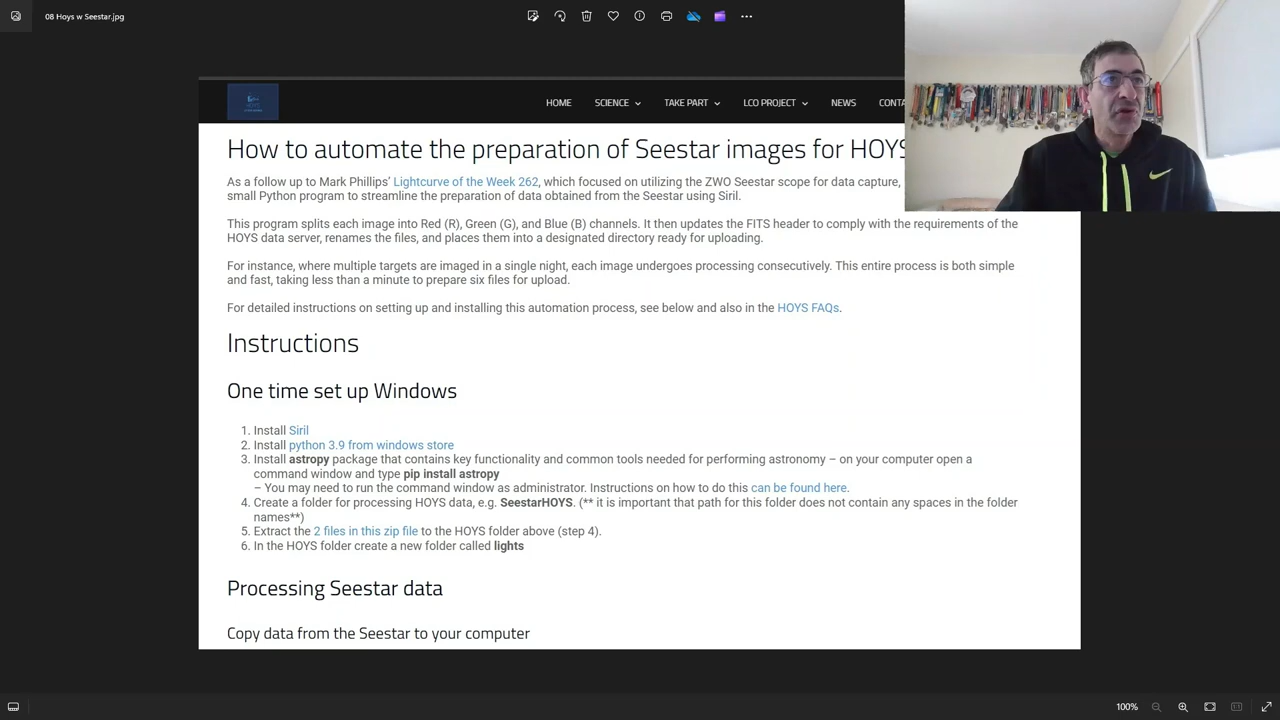 08 Hoys w Seestar.jpg
HOYS
HOME SCIENCE TAKE PART LCO PROJECT NEWS CONTA
How to automate the preparation of Seestar images for HOYS
As a follow up to Mark Phillips’ Lightcurve of the Week 262, which focused on utilizing the ZWO Seestar scope for data capture,
small Python program to streamline the preparation of data obtained from the Seestar using Siril.
This program splits each image into Red (R), Green (G), and Blue (B) channels. It then updates the FITS header to comply with the requirements of the
HOYS data server, renames the files, and places them into a designated directory ready for uploading.
For instance, where multiple targets are imaged in a single night, each image undergoes processing consecutively. This entire process is both simple
and fast, taking less than a minute to prepare six files for upload.
For detailed instructions on setting up and installing this automation process, see below and also in the HOYS FAQs.
Instructions
One time set up Windows
1. Install Siril
2. Install python 3.9 from windows store
3. Install astropy package that contains key functionality and common tools needed for performing astronomy – on your computer open a
command window and type pip install astropy
– You may need to run the command window as administrator. Instructions on how to do this can be found here.
4. Create a folder for processing HOYS data, e.g. SeestarHOYS. (** it is important that path for this folder does not contain any spaces in the folder
names**)
5. Extract the 2 files in this zip file to the HOYS folder above (step 4).
6. In the HOYS folder create a new folder called lights
Processing Seestar data
Copy data from the Seestar to your computer
100%